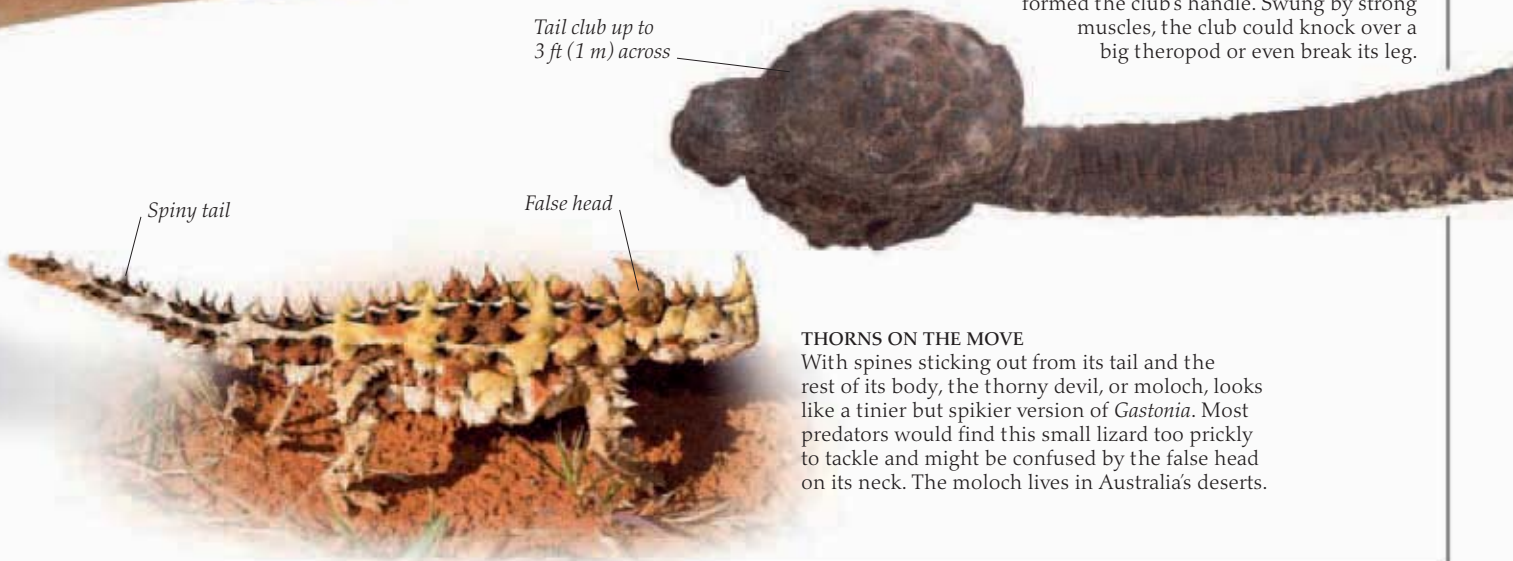 formed the club's handle. Swung by strong
muscles, the club could knock over a
big theropod or even break its leg.
Tail club up to
3 ft (1 m) across
Spiny tail
False head
THORNS ON THE MOVE
With spines sticking out from its tail and the
rest of its body, the thorny devil, or moloch, looks
like a tinier but spikier version of Gastonia. Most
predators would find this small lizard too prickly
to tackle and might be confused by the false head
on its neck. The moloch lives in Australia's deserts.